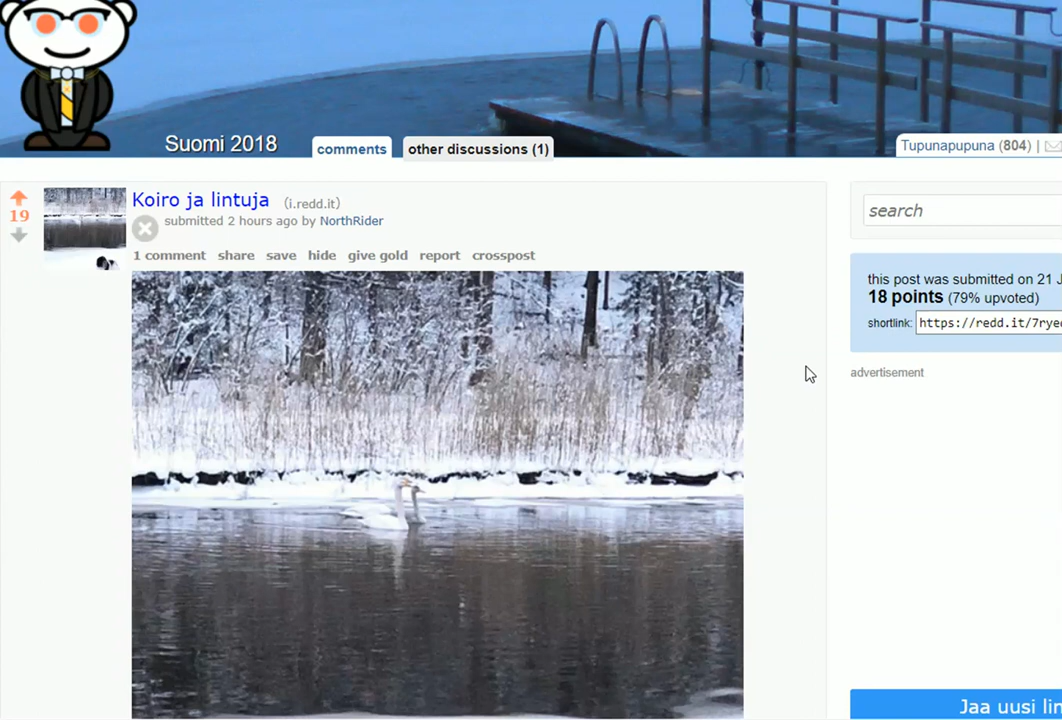 Suomi 2018
comments
other discussions (1)
Tupunapupuna (804) |
19
Koiro ja lintuja (i.redd.it)
submitted 2 hours ago by NorthRider
1 comment share save hide give gold report crosspost
search
this post was submitted on 21 J
18 points (79% upvoted)
shortlink: https://redd.it/7rye
advertisement
Jaa uusi lin